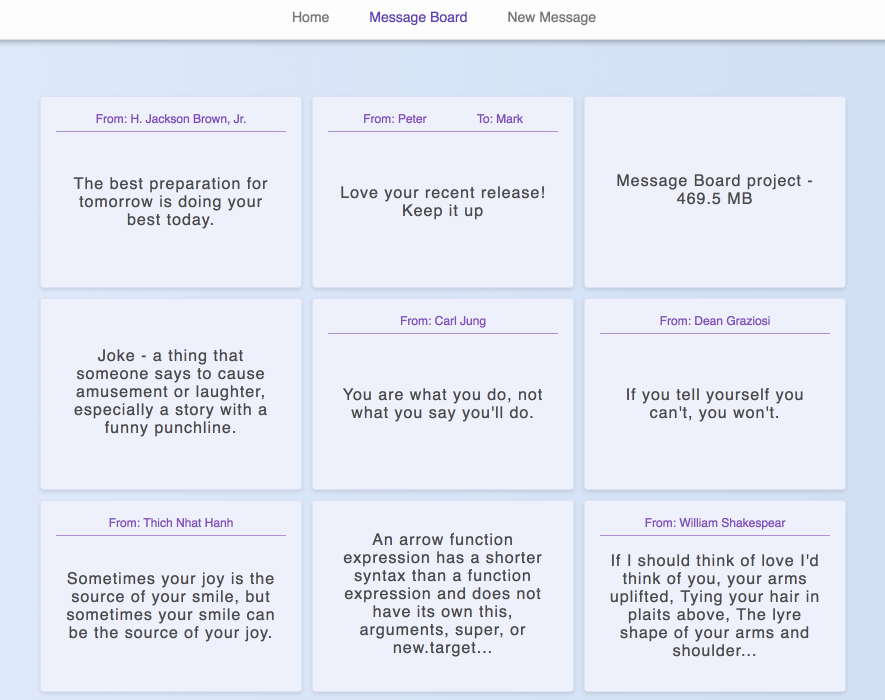 Home Message Board New Message
From: H. Jackson Brown, Jr.
The best preparation for
tomorrow is doing your
best today.
From: Peter To: Mark
Love your recent release!
Keep it up
Message Board project -
469.5 MB
Joke - a thing that
someone says to cause
amusement or laughter,
especially a story with a
funny punchline.
From: Carl Jung
You are what you do, not
what you say you'll do.
From: Dean Graziosi
If you tell yourself you
can't, you won't.
From: Thich Nhat Hanh
Sometimes your joy is the
source of your smile, but
sometimes your smile can
be the source of your joy.
An arrow function
expression has a shorter
syntax than a function
expression and does not
have its own this,
arguments, super, or
new.target...
From: William Shakespear
If I should think of love I'd
think of you, your arms
uplifted, Tying your hair in
plaits above, The lyre
shape of your arms and
shoulder...